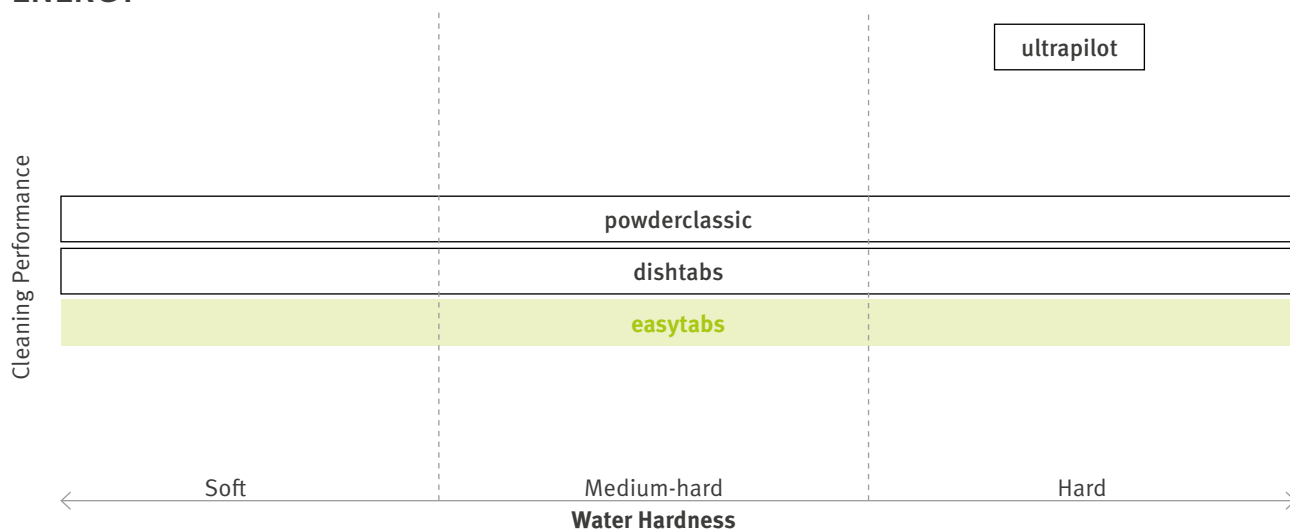 ultrapilot
powderclassic
dishtabs
easytabs
Cleaning Performance
Soft Medium-hard Hard
Water Hardness